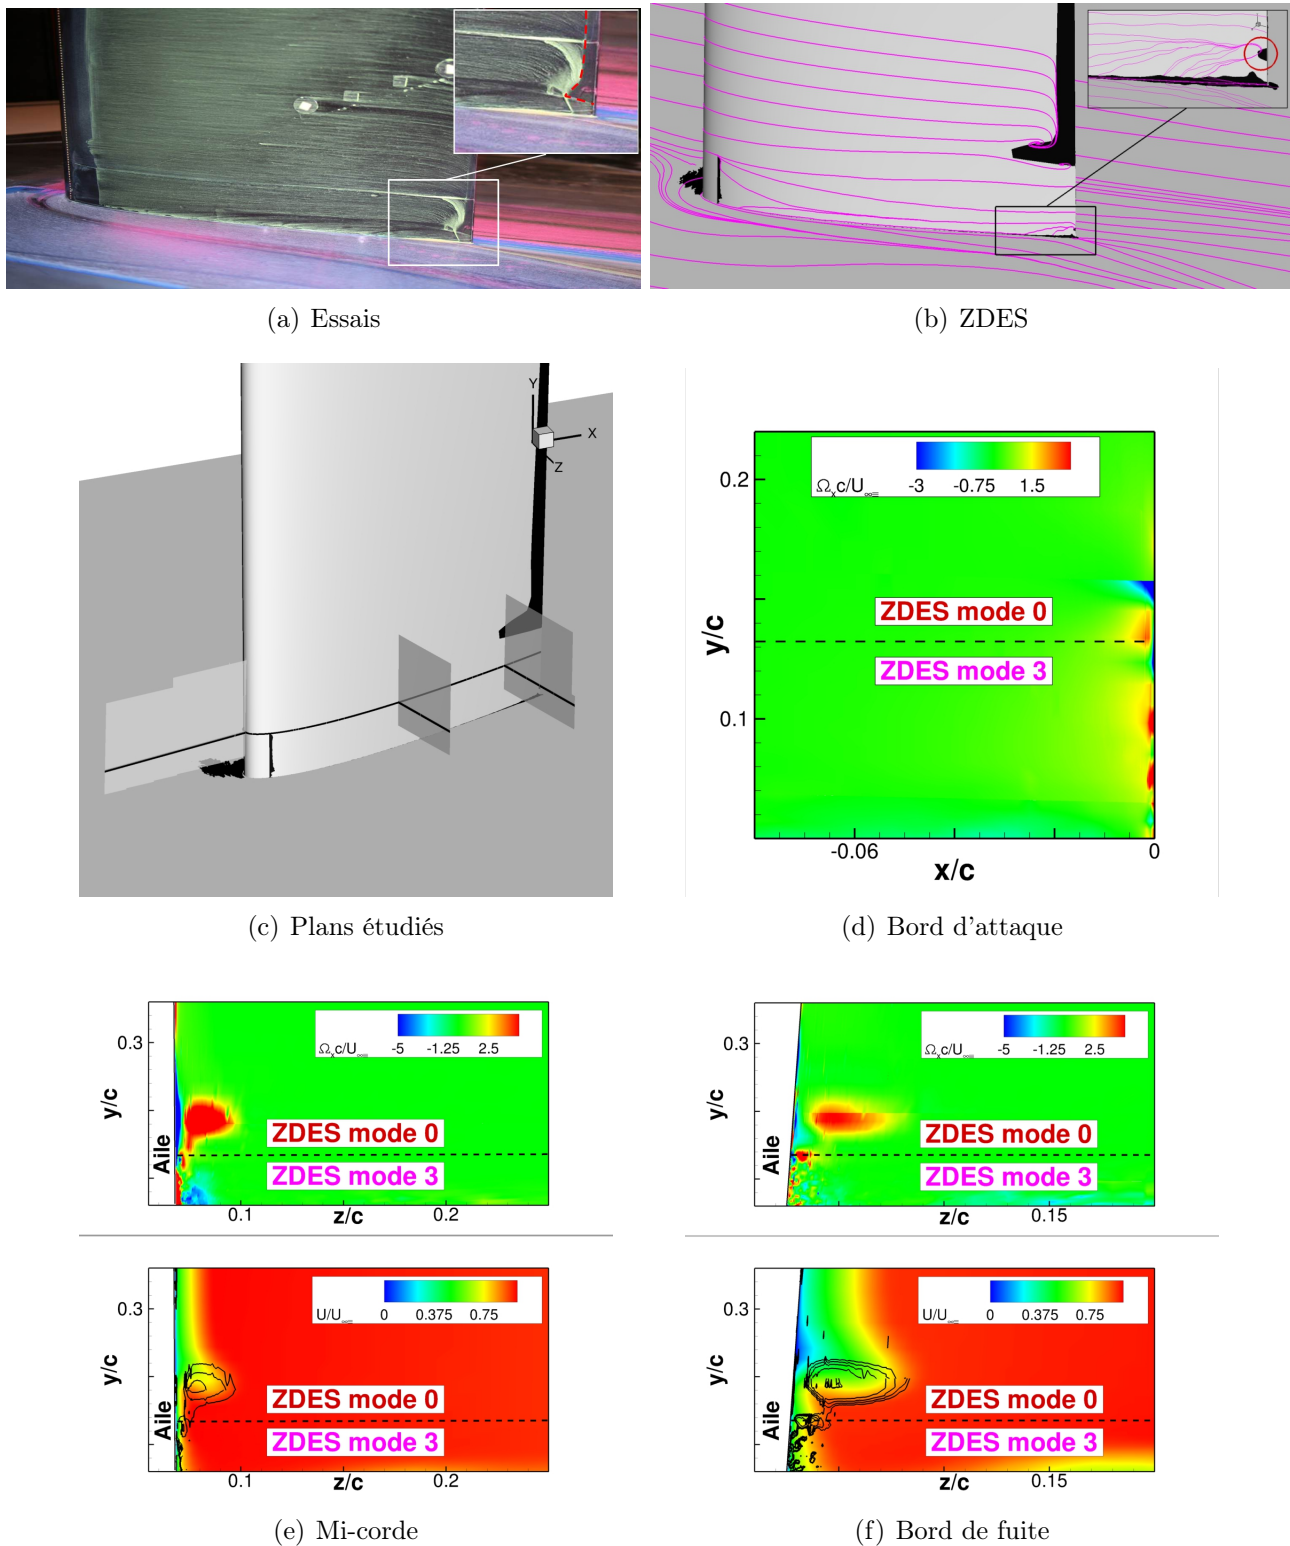 (a) Essais
(b) ZDES
Y
X
Z
(c) Plans étudiés
y/c
0.2
0.1
Ωxc/U∞
-3 -0.75 1.5
ZDES mode 0
ZDES mode 3
-0.06 0
x/c
(d) Bord d'attaque
y/c
0.3
Ωxc/U∞
-5 -1.25 2.5
ZDES mode 0
ZDES mode 3
Aile
0.1 0.2
z/c
y/c
0.3
U/U∞
0 0.375 0.75
ZDES mode 0
ZDES mode 3
Aile
0.1 0.2
z/c
(e) Mi-corde
y/c
0.3
Ωxc/U∞
-5 -1.25 2.5
ZDES mode 0
ZDES mode 3
Aile
0.15
z/c
y/c
0.3
U/U∞
0 0.375 0.75
ZDES mode 0
ZDES mode 3
Aile
0.15
z/c
(f) Bord de fuite